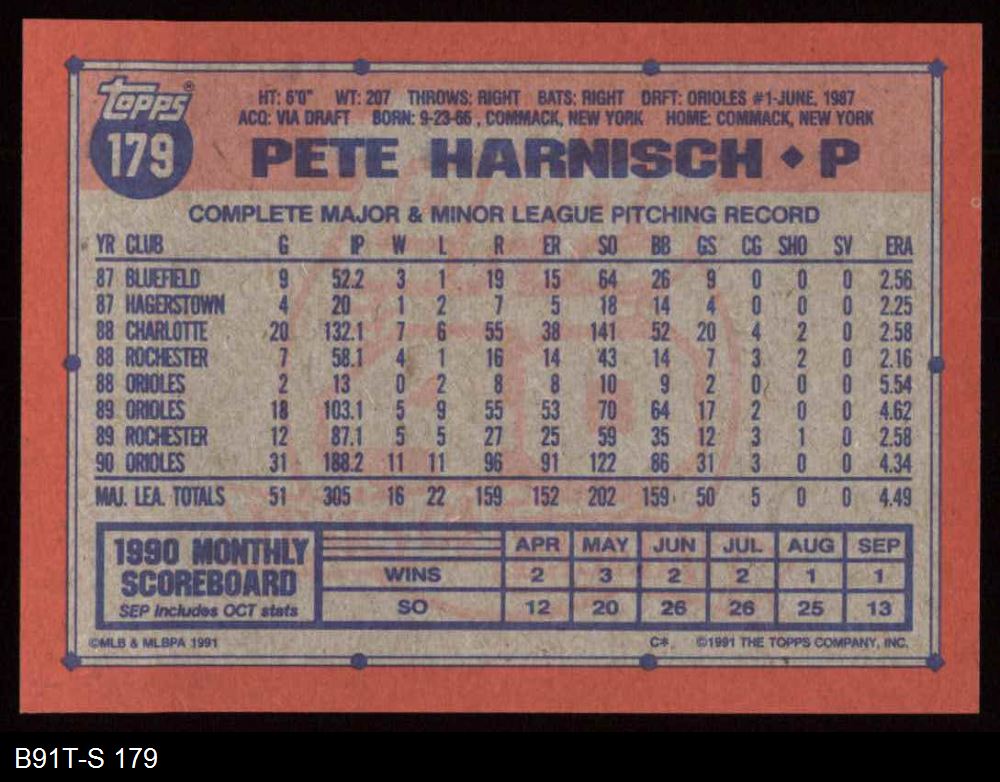 topps®
179
HT: 6'0" WT: 207 THROWS: RIGHT BATS: RIGHT DRFT: ORIOLES #1-JUNE, 1987
ACQ: VIA DRAFT BORN: 9-23-66, COMMACK, NEW YORK HOME: COMMACK, NEW YORK
PETE HARNISCH ♦ P
COMPLETE MAJOR & MINOR LEAGUE PITCHING RECORD
YR CLUB G IP W L R ER SO BB GS CG SHO SV ERA
87 BLUEFIELD 9 52.2 3 1 19 15 64 26 9 0 0 0 2.56
87 HAGERSTOWN 4 20 1 2 7 5 18 14 4 0 0 0 2.25
88 CHARLOTTE 20 132.1 7 6 55 38 141 52 20 4 2 0 2.58
88 ROCHESTER 7 58.1 4 1 16 14 43 14 7 3 2 0 2.16
88 ORIOLES 2 13 0 2 8 8 10 9 2 0 0 0 5.54
89 ORIOLES 18 103.1 5 9 55 53 70 64 17 2 0 0 4.62
89 ROCHESTER 12 87.1 5 5 27 25 59 35 12 3 1 0 2.58
90 ORIOLES 31 188.2 11 11 96 91 122 86 31 3 0 0 4.34
MAJ. LEA. TOTALS 51 305 16 22 159 152 202 159 50 5 0 0 4.49
1990 MONTHLY
SCOREBOARD
SEP includes OCT stats
APR MAY JUN JUL AUG SEP
WINS 2 3 2 2 1 1
SO 12 20 26 26 25 13
©MLB & MLBPA 1991 C* ©1991 THE TOPPS COMPANY, INC.
B91T-S 179